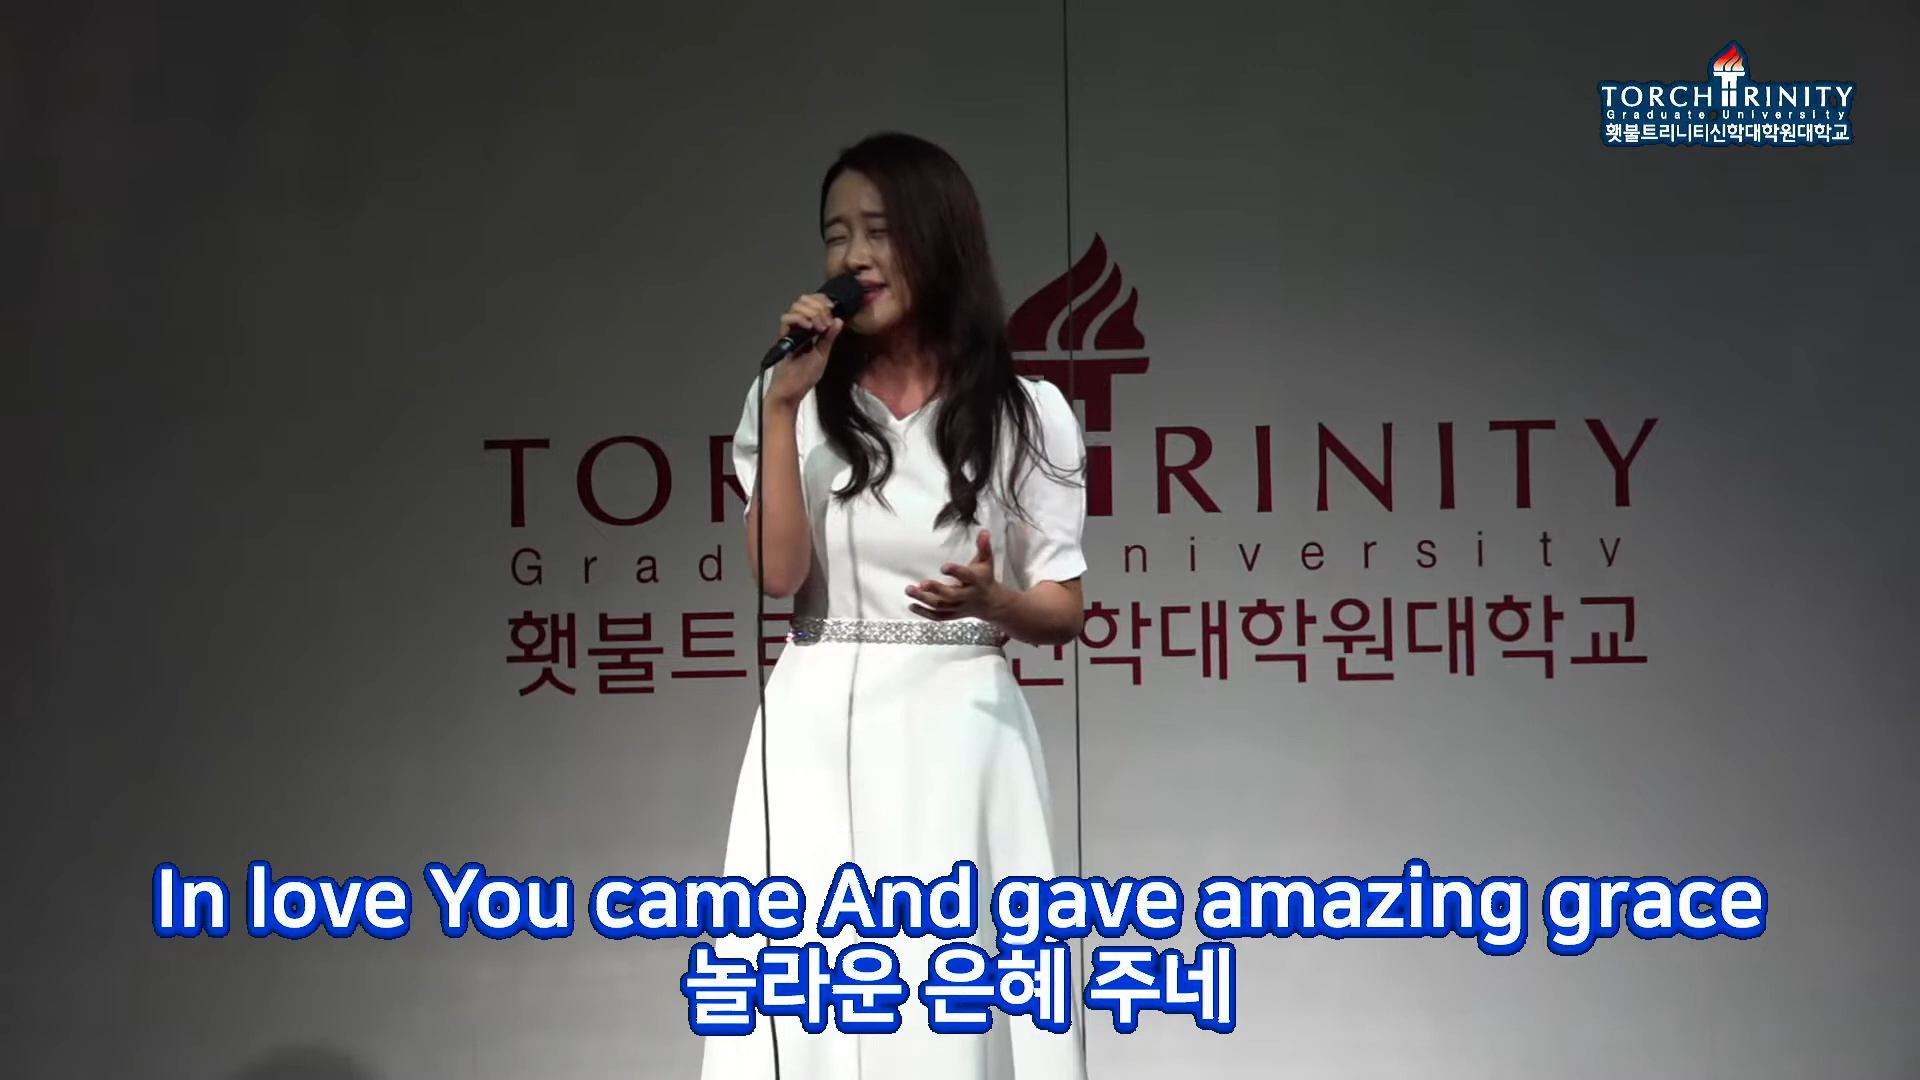 TORCH TRINITY
Graduate University
횃불트리니티신학대학원대학교
TOR TRINITY
Grad niversity
횃불트리 신학대학원대학교
In love You came And gave amazing grace
놀라운 은혜 주네